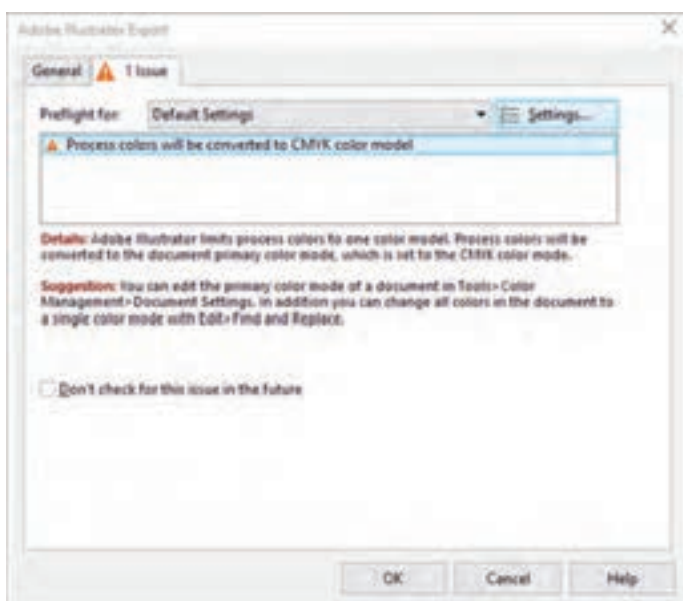 Adobe Illustrator Export
General
1 Issue
Preflight for:
Default Settings
Settings...
Process colors will be converted to CMYK color model
Details: Adobe Illustrator limits process colors to one color model. Process colors will be
converted to the document primary color mode, which is set to the CMYK color mode.
Suggestion: You can edit the primary color mode of a document in Tools>Color
Management>Document Settings. In addition you can change all colors in the document to
a single color mode with Edit>Find and Replace.
Don't check for this issue in the future
OK
Cancel
Help